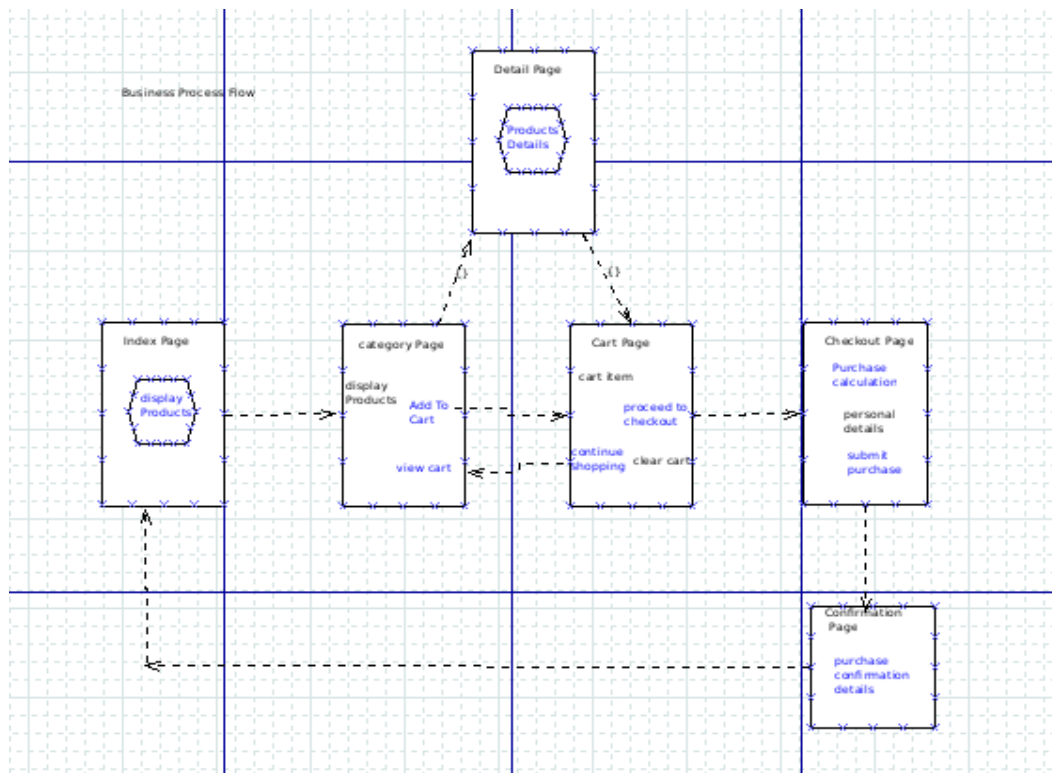 Business Process Flow
Detail Page
Products
Details
{}
{}
Index Page
display
Products
category Page
display
Products
Add To
Cart
view cart
Cart Page
cart item
proceed to
checkout
continue
shopping
clear cart
Checkout Page
Purchase
calculation
personal
details
submit
purchase
Confirmation
Page
purchase
confirmation
details